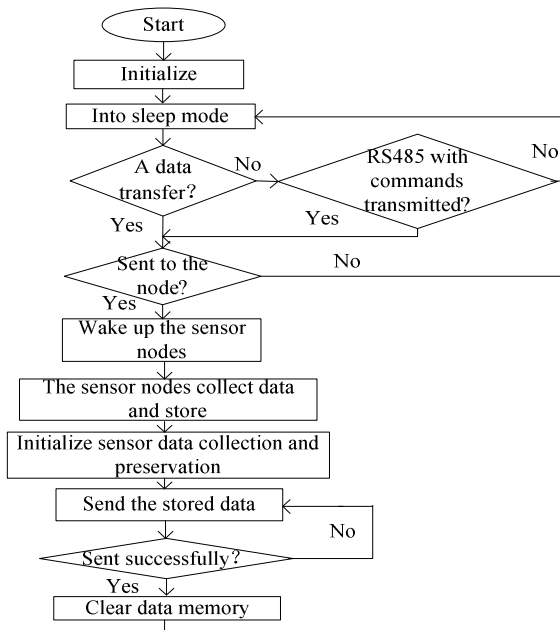 Start
Initialize
Into sleep mode
A data
transfer?
No
RS485 with
commands
transmitted?
No
Yes
Yes
Sent to the
node?
No
Yes
Wake up the sensor
nodes
The sensor nodes collect data
and store
Initialize sensor data collection and
preservation
Send the stored data
No
Sent successfully?
Yes
Clear data memory